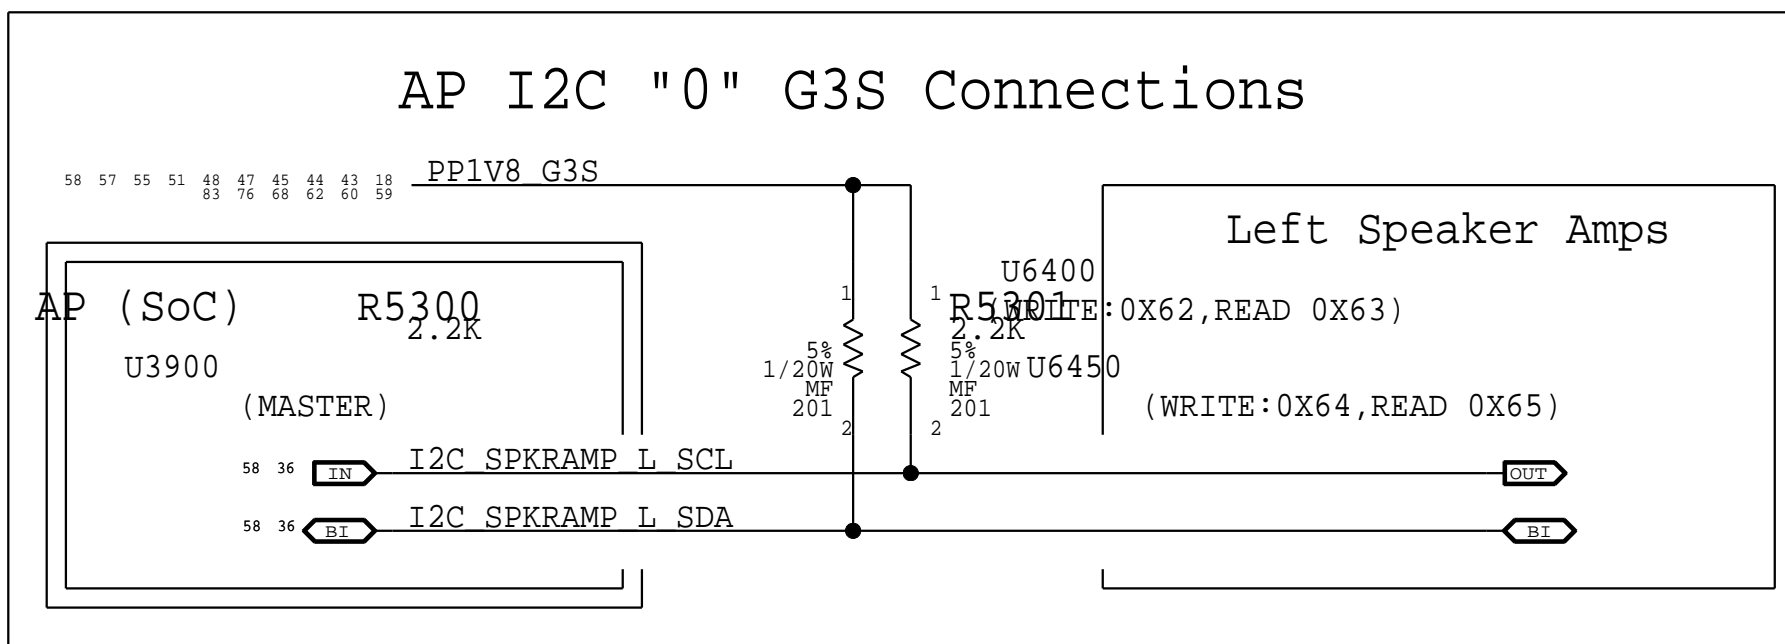 AP I2C "0" G3S Connections
PP1V8_G3S
58 57 55 51 48 47 45 44 43 18
83 76 68 62 60 59
Left Speaker Amps
U6400
AP (SoC)
R5300
2.2K
1
1
R5301
2.2K
(WRITE:0X62,READ 0X63)
U3900
5%
1/20W
MF
201
5%
1/20W
MF
201
U6450
(MASTER)
(WRITE:0X64,READ 0X65)
2
2
58 36 IN I2C_SPKRAMP_L_SCL OUT
58 36 BI I2C_SPKRAMP_L_SDA BI